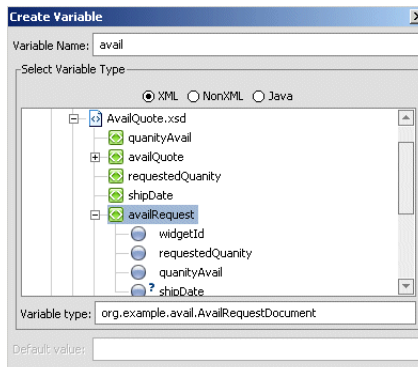 Create Variable
Variable Name: avail
Select Variable Type
XML NonXML Java
AvailQuote.xsd
quanityAvail
availQuote
requestedQuanity
shipDate
availRequest
widgetId
requestedQuanity
quanityAvail
? shipDate
Variable type: org.example.avail.AvailRequestDocument
Default value: